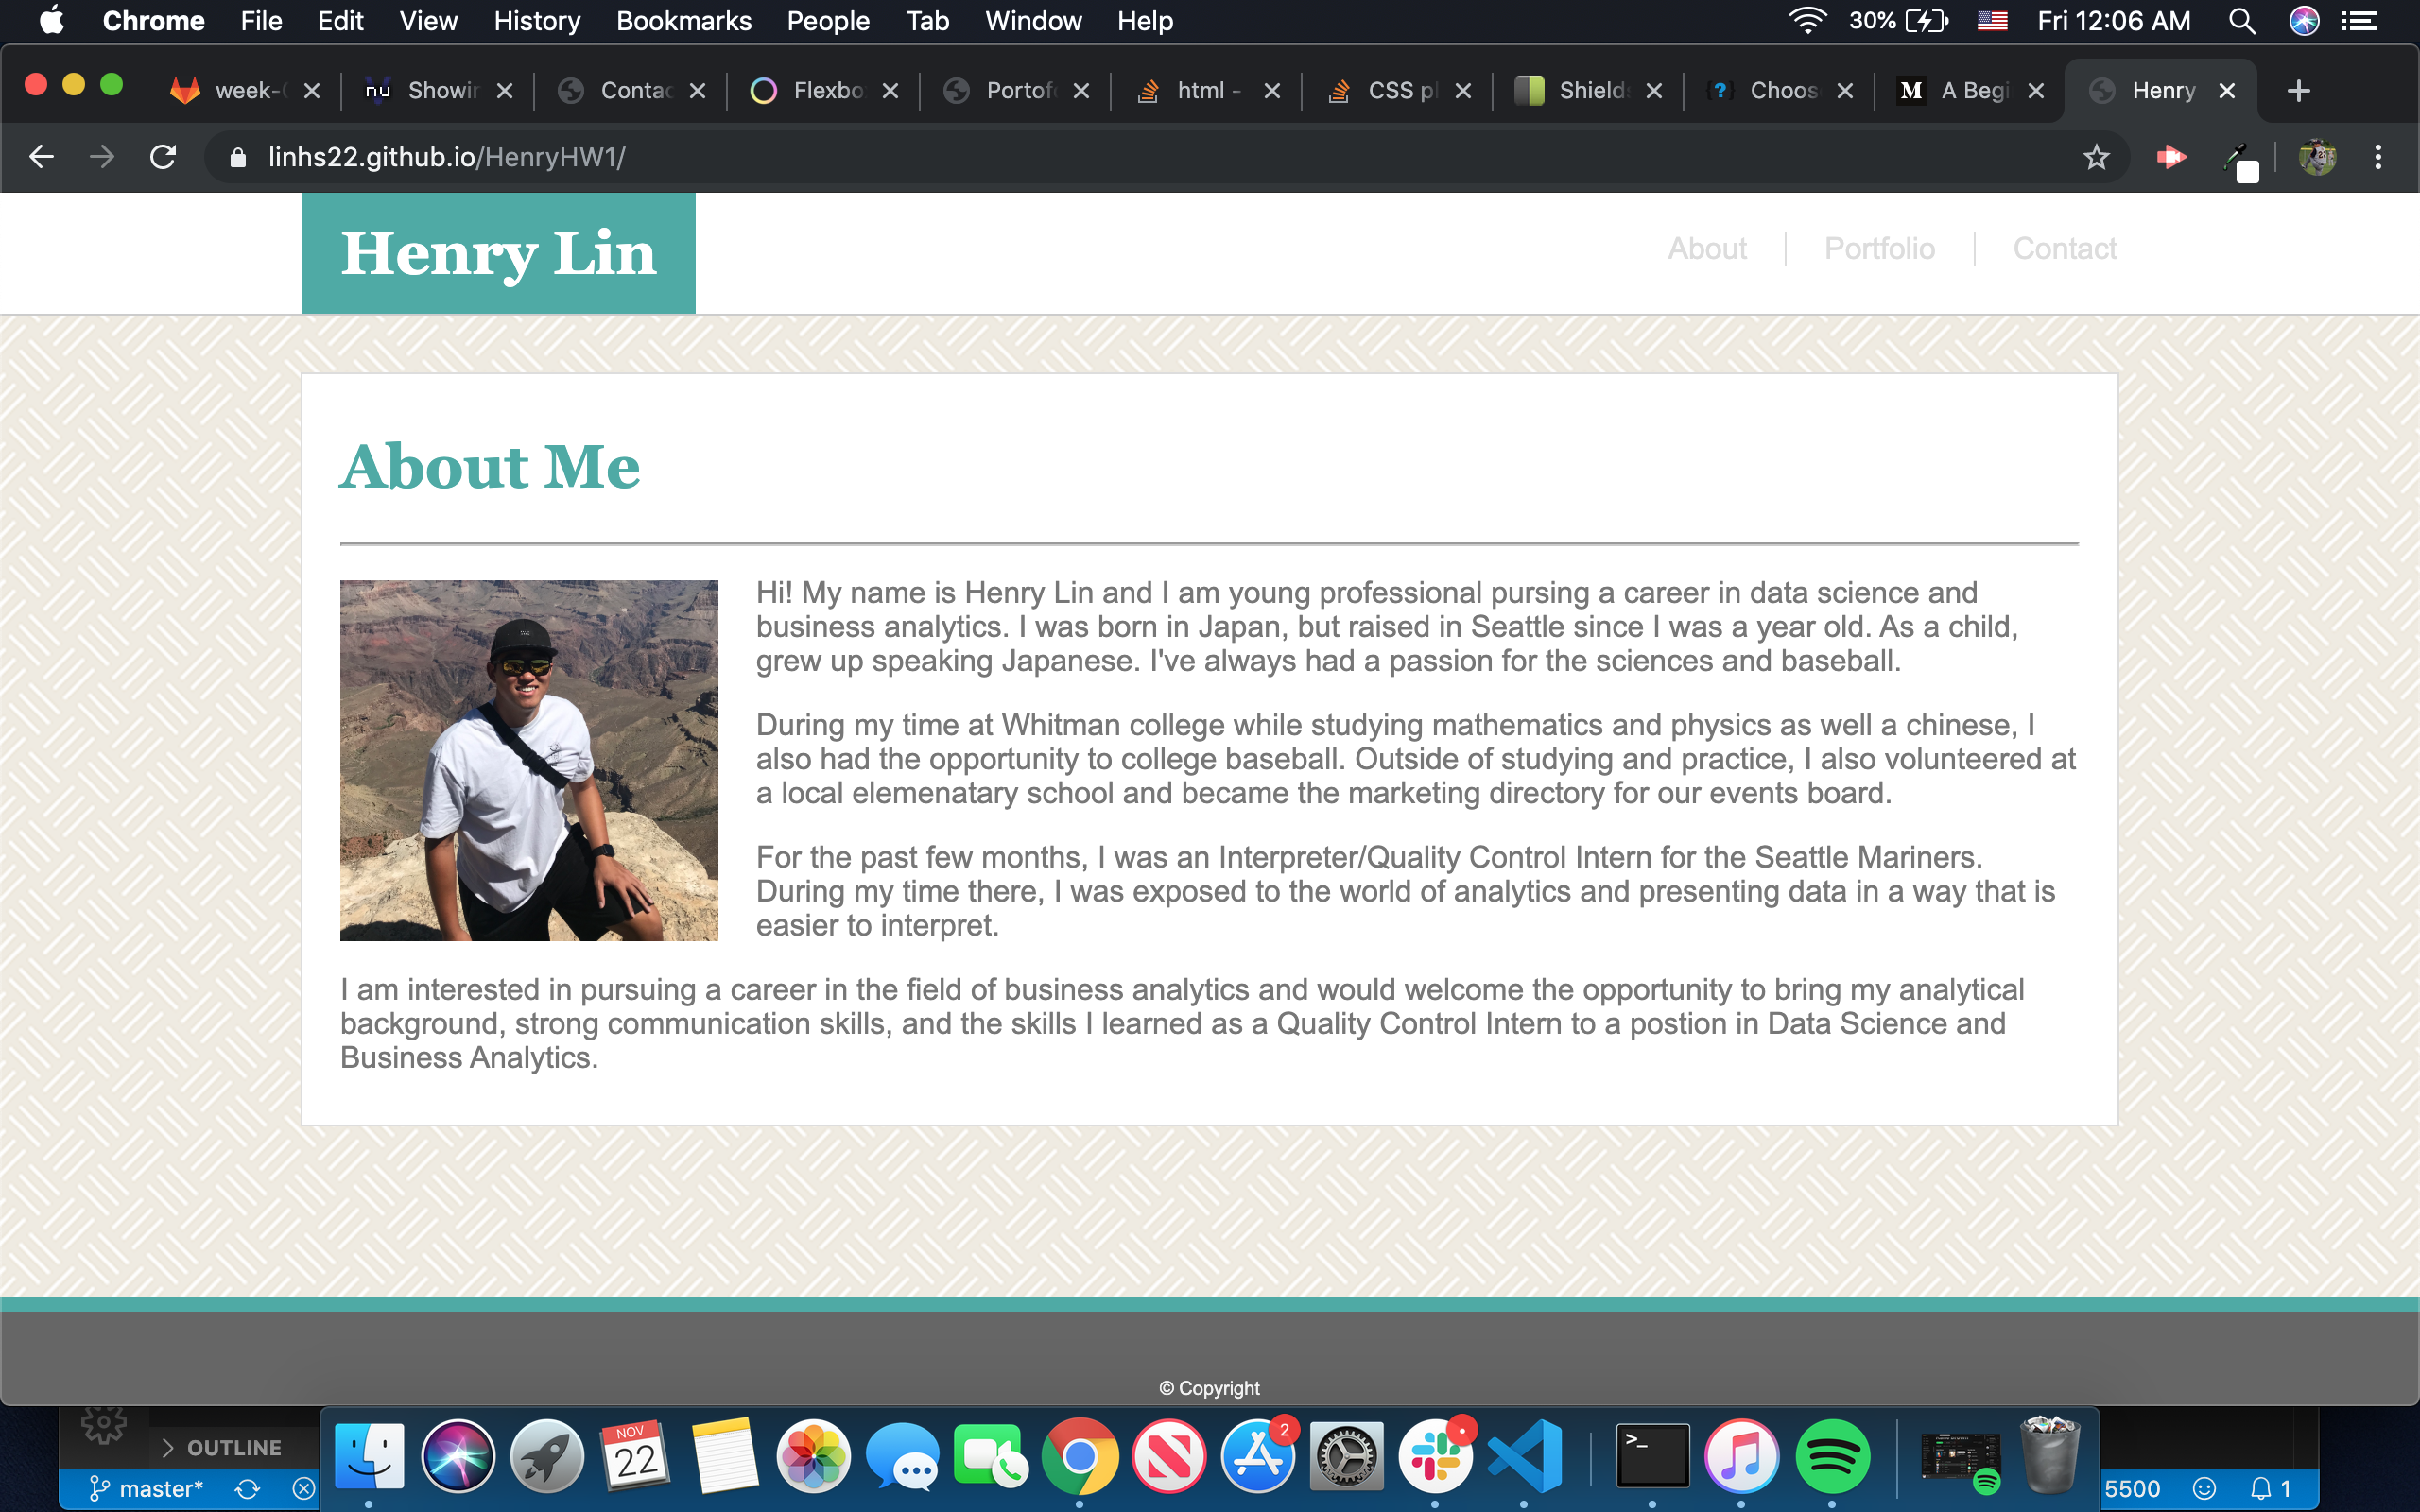 Chrome File Edit View History Bookmarks People Tab Window Help 30% Fri 12:06 AM
week- nu Showin Contac Flexbo Portof html - CSS pl Shield ? Choos M A Begi Henry
linhs22.github.io/HenryHW1/
Henry Lin
About Portfolio Contact
About Me
Hi! My name is Henry Lin and I am young professional pursing a career in data science and
business analytics. I was born in Japan, but raised in Seattle since I was a year old. As a child,
grew up speaking Japanese. I've always had a passion for the sciences and baseball.
During my time at Whitman college while studying mathematics and physics as well a chinese, I
also had the opportunity to college baseball. Outside of studying and practice, I also volunteered at
a local elemenatary school and became the marketing directory for our events board.
For the past few months, I was an Interpreter/Quality Control Intern for the Seattle Mariners.
During my time there, I was exposed to the world of analytics and presenting data in a way that is
easier to interpret.
I am interested in pursuing a career in the field of business analytics and would welcome the opportunity to bring my analytical
background, strong communication skills, and the skills I learned as a Quality Control Intern to a postion in Data Science and
Business Analytics.
© Copyright
OUTLINE
NOV
22
2
>_
master*
5500
1